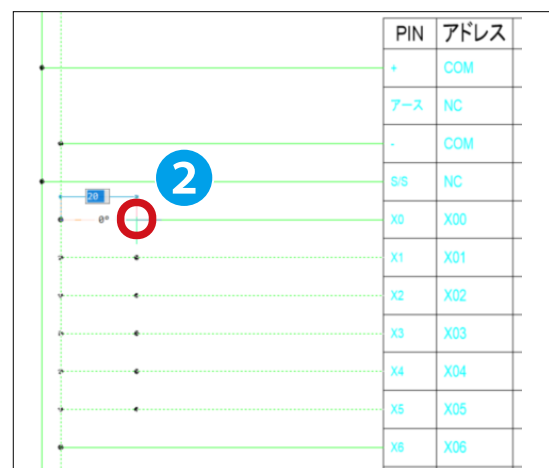 PIN アドレス
+ COM
アース NC
- COM
S/S NC
2
20
0°
X0 X00
X1 X01
X2 X02
X3 X03
X4 X04
X5 X05
X6 X06